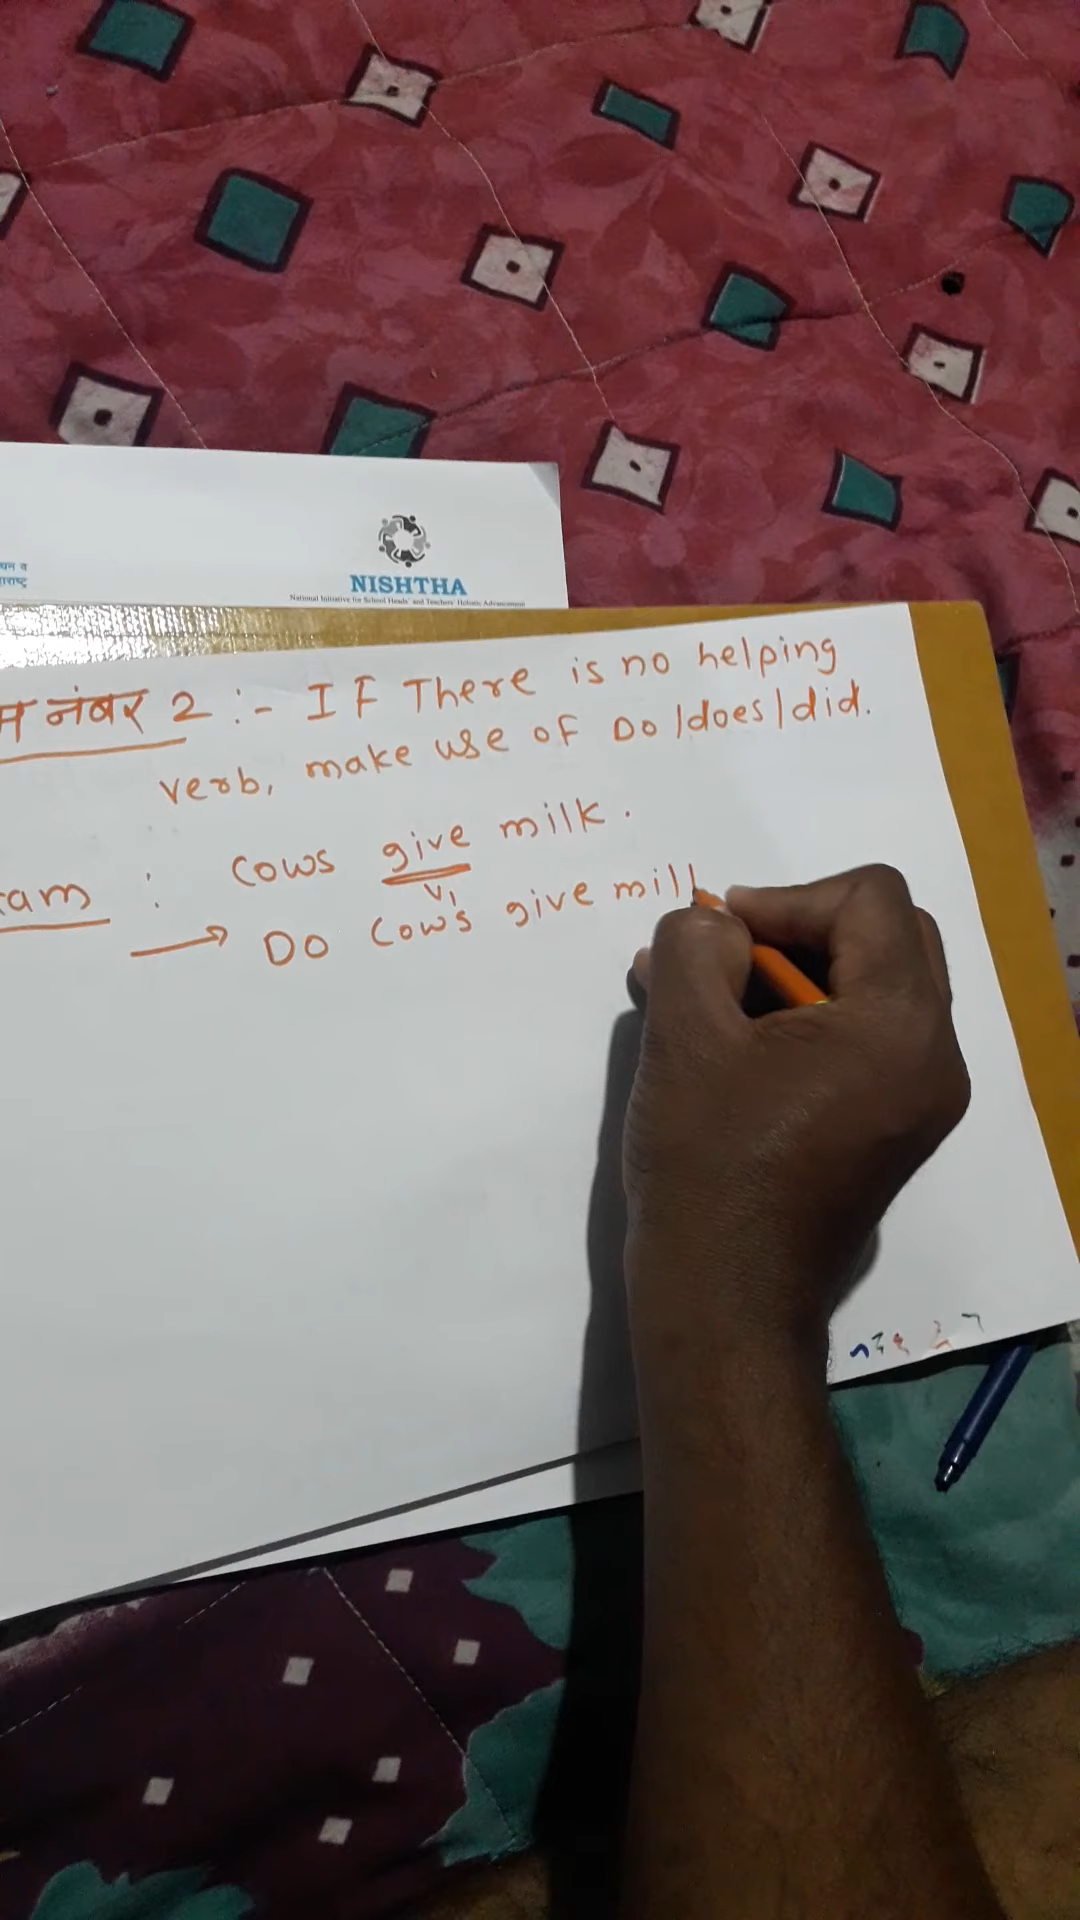 धन व
NISHTHA
National Initiative for School Heads' and Teachers' Holistic Advancement
नंबर 2 :- If There is no helping
verb, make use of Do/does/did.
: Cows give milk.
V1
→ Do Cows give mil